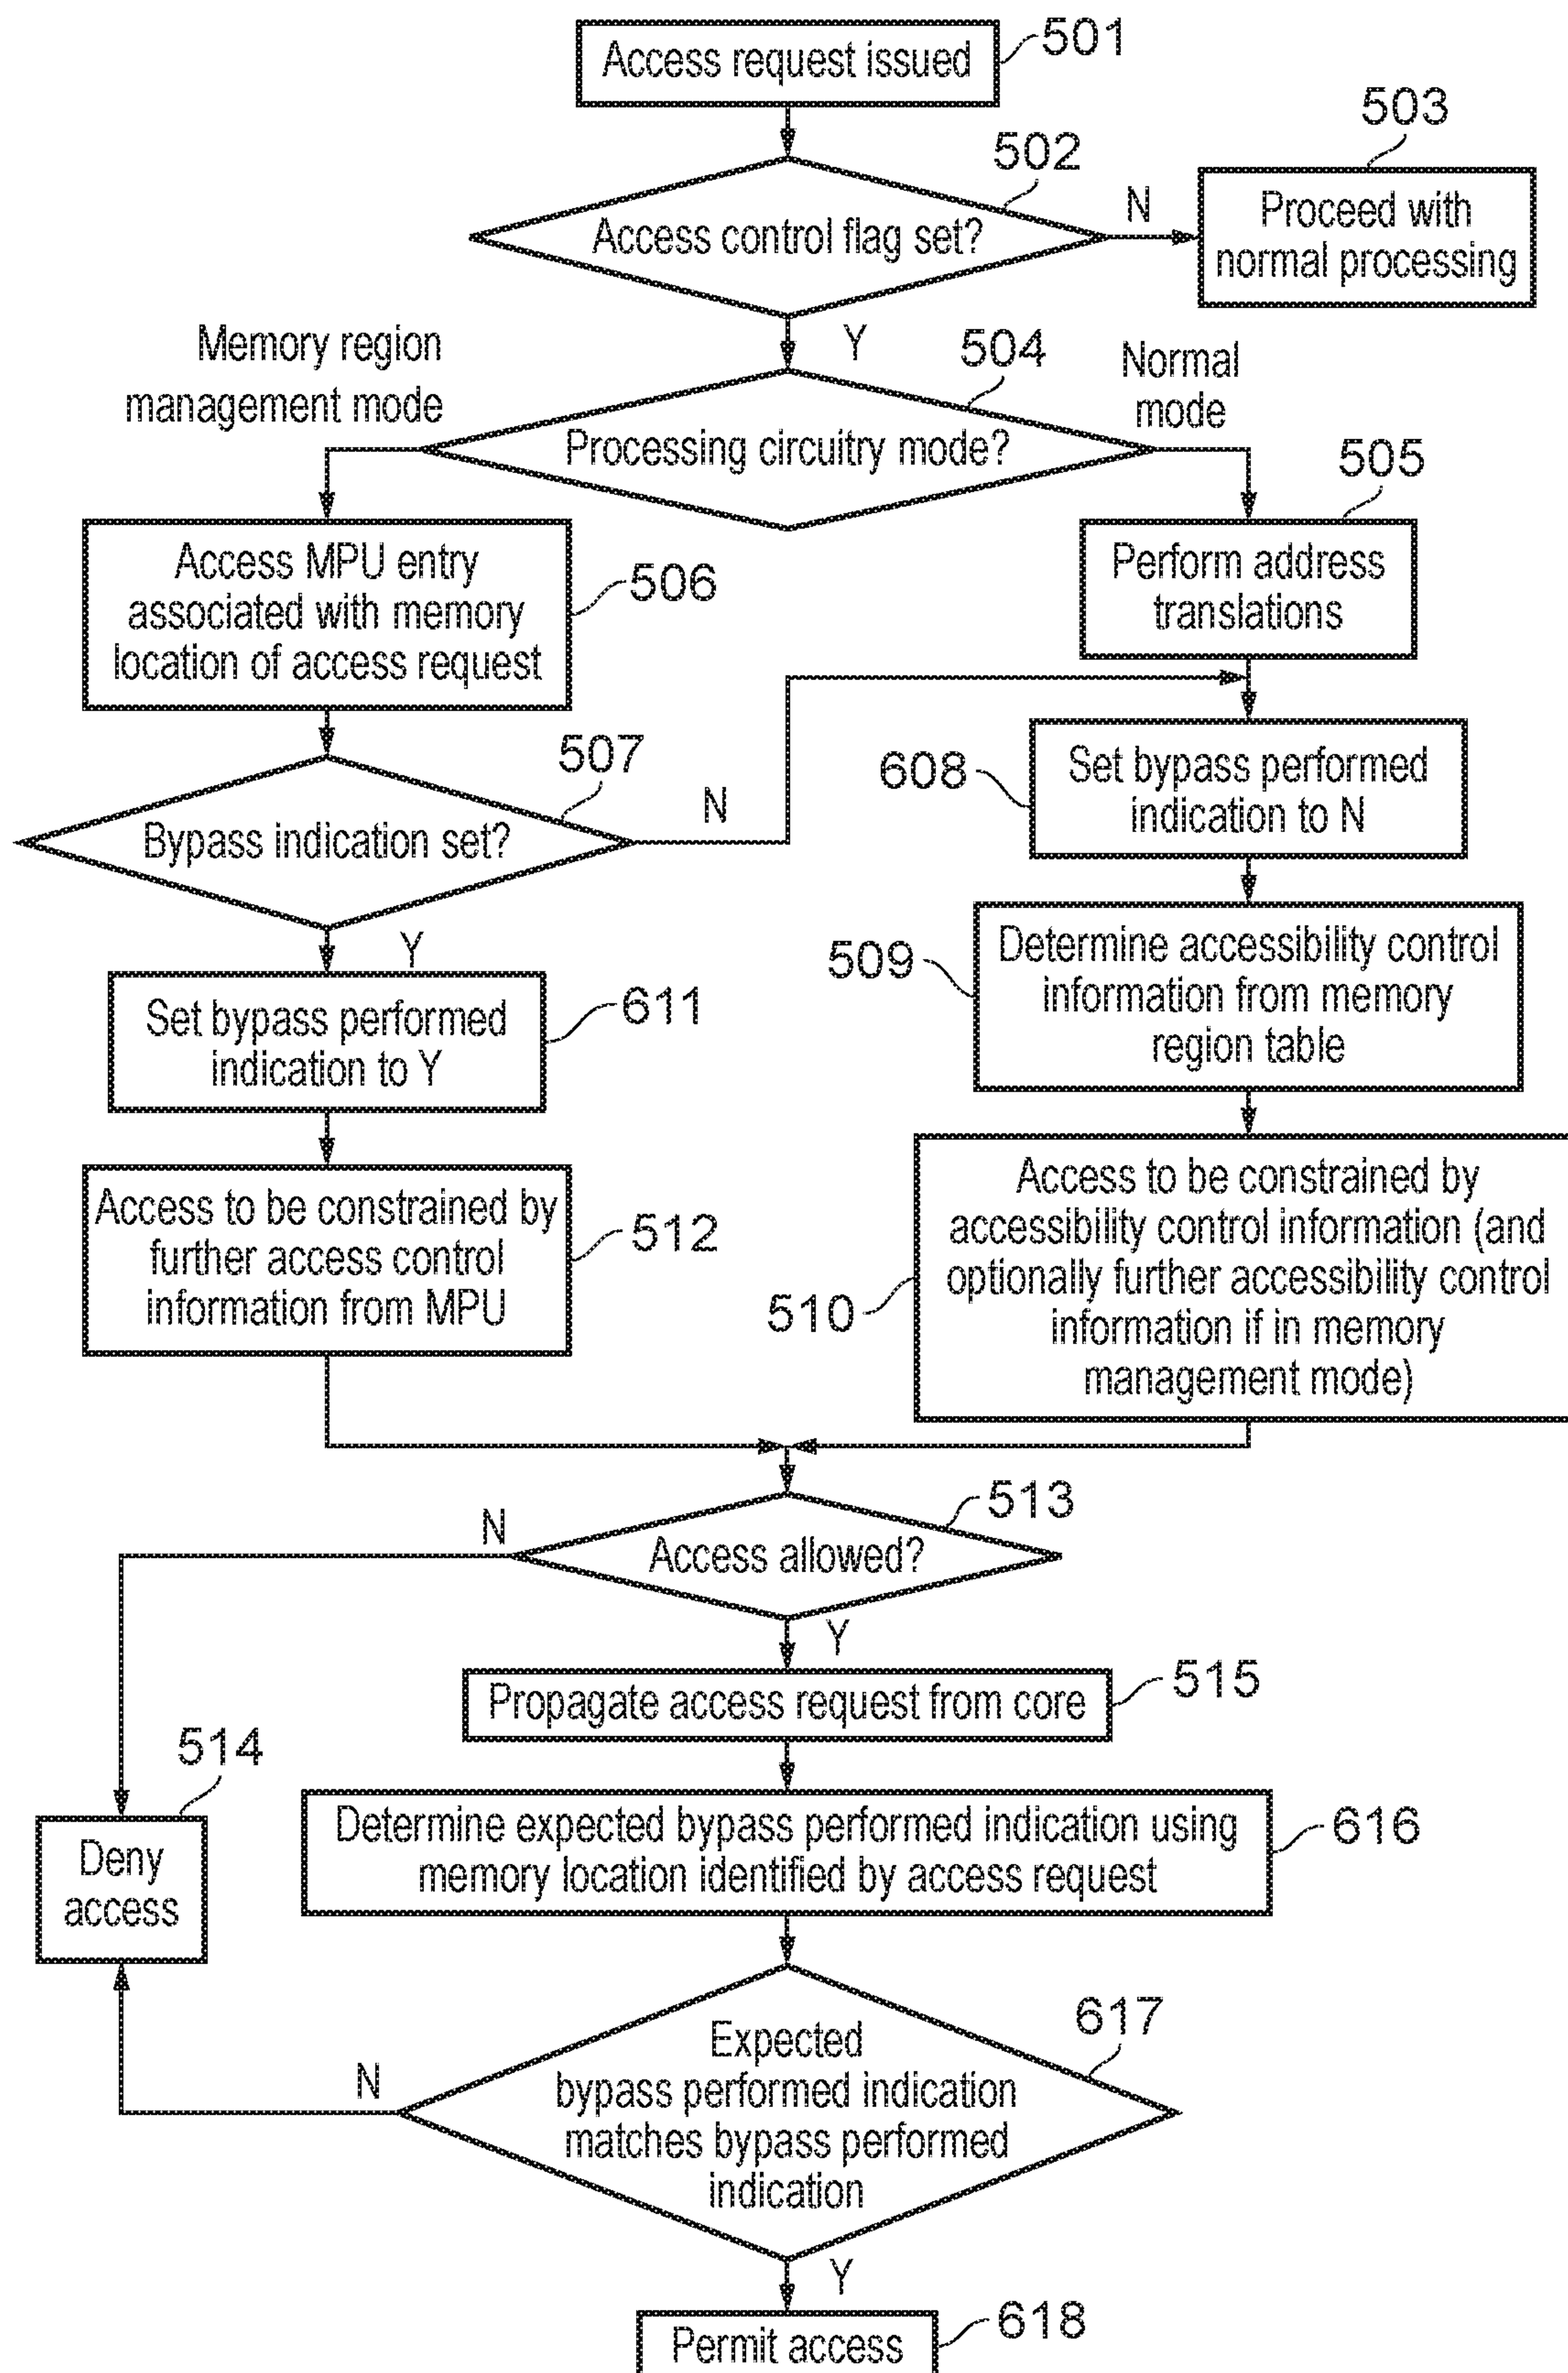 Access request issued
501
503
502
N
Proceed with
normal processing
Access control flag set?
Y
Memory region
management mode
504
Normal
mode
Processing circuitry mode?
505
Access MPU entry
associated with memory
location of access request
506
Perform address
translations
507
N
608
Set bypass performed
indication to N
Bypass indication set?
Y
509
Determine accessibility control
information from memory
region table
Set bypass performed
indication to Y
611
Access to be constrained by
further access control
information from MPU
512
510
Access to be constrained by
accessibility control information (and
optionally further accessibility control
information if in memory
management mode)
513
N
Access allowed?
Y
Propagate access request from core
515
514
Deny
access
Determine expected bypass performed indication using
memory location identified by access request
616
617
N
Expected
bypass performed indication
matches bypass performed
indication
Y
Permit access
618